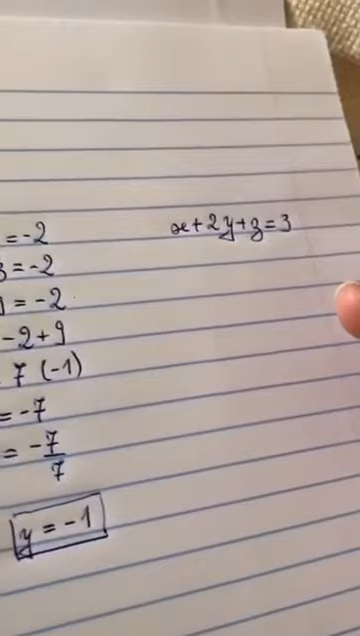 = -2
x+2y+z=3
3 = -2
= -2
-2+9
7 (-1)
= -7
= -7/7
y = -1